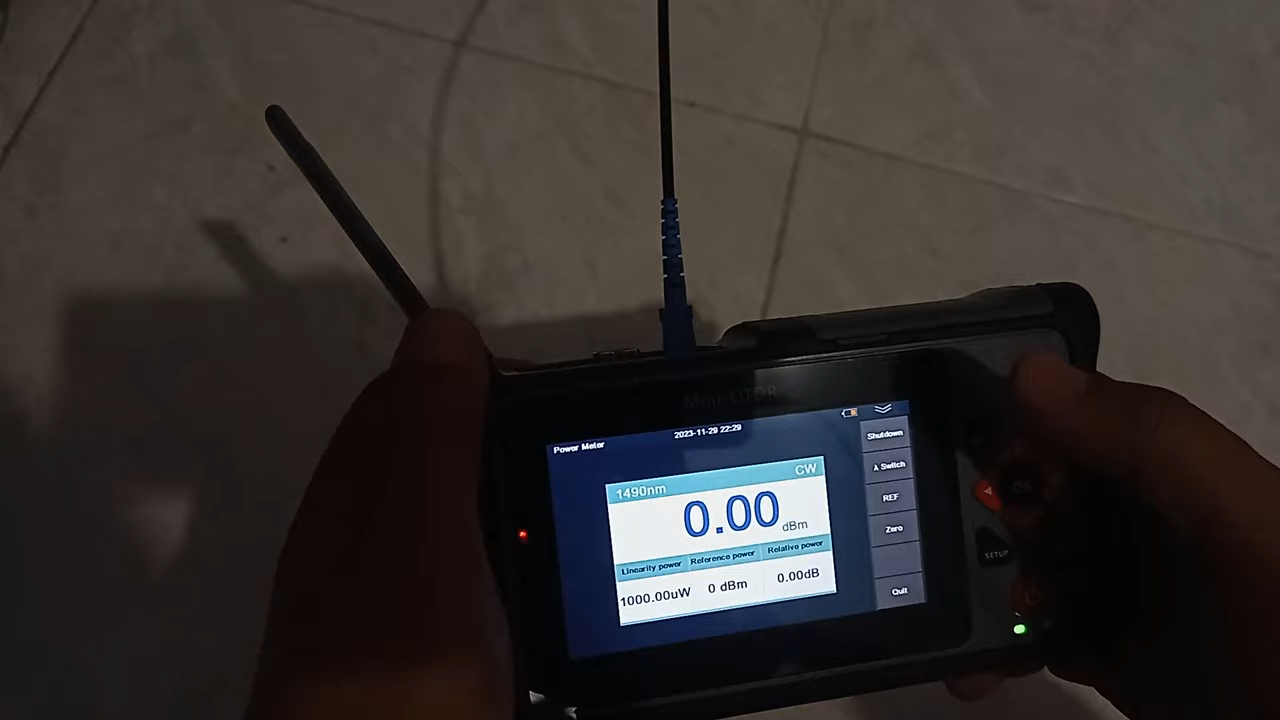 Mini-OTDR
2023-11-29 22:29
Power Meter
Shutdown
1490nm CW
λ Switch
0.00 dBm
REF
Zero
Linearity power Reference power Relative power
1000.00uW 0 dBm 0.00dB
Quit
OK
SETUP